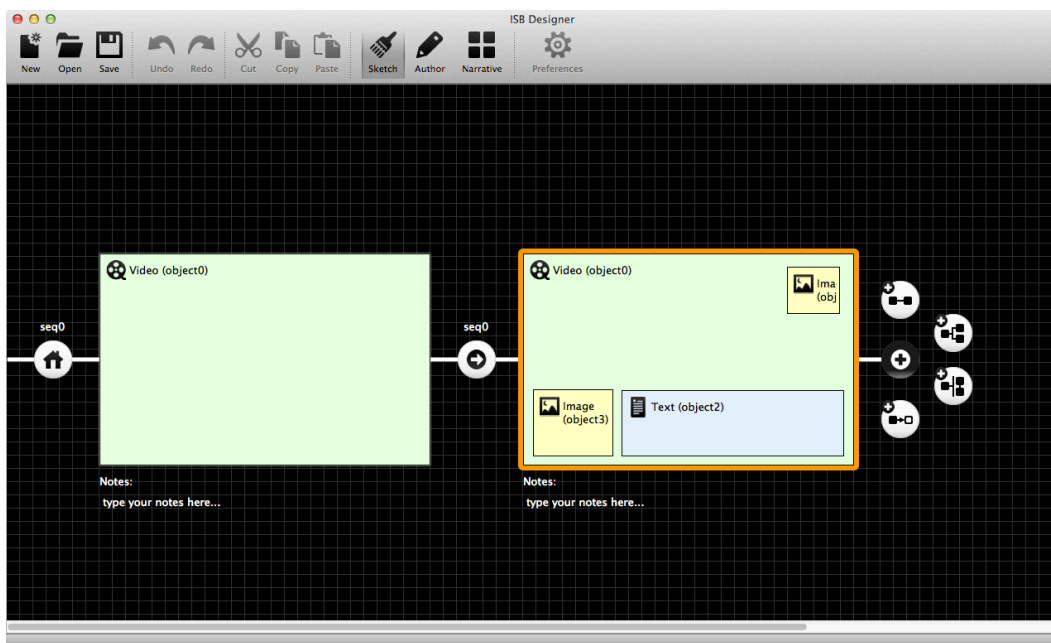 ISB Designer
New Open Save Undo Redo Cut Copy Paste Sketch Author Narrative Preferences
Video (object0)
Video (object0)
Ima
(obj
seq0
seq0
Image
(object3)
Text (object2)
Notes:
Notes:
type your notes here...
type your notes here...